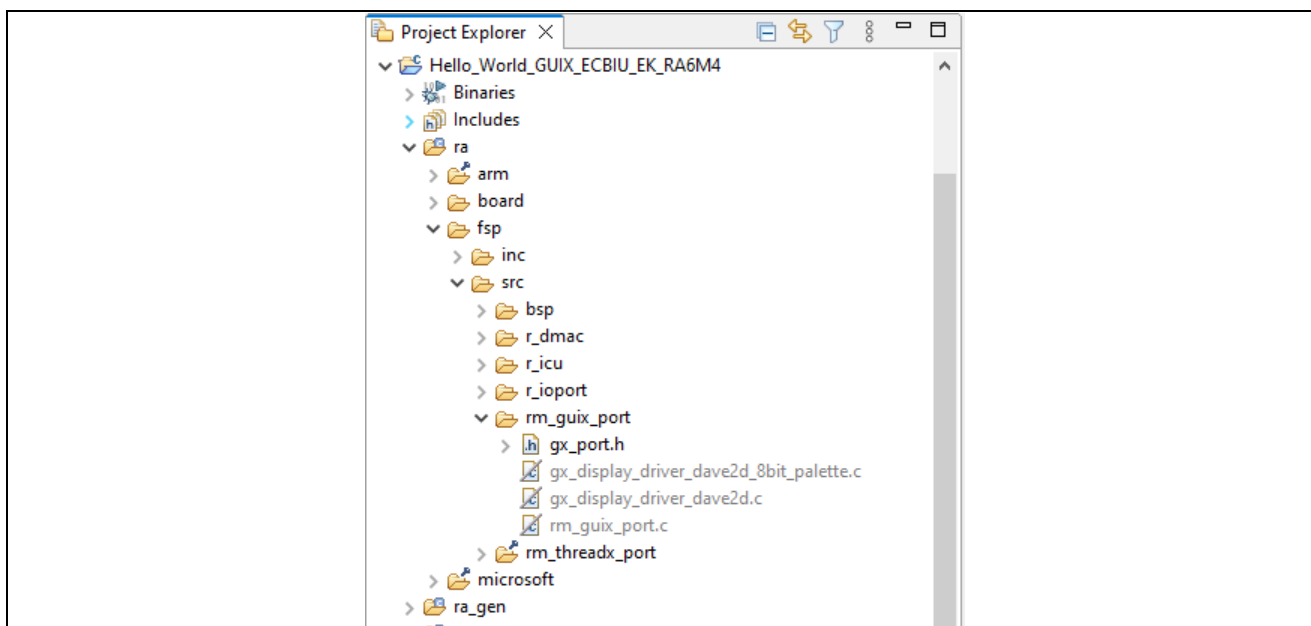 Project Explorer
Hello_World_GUIX_ECBIU_EK_RA6M4
Binaries
Includes
ra
arm
board
fsp
inc
src
bsp
r_dmac
r_icu
r_ioport
rm_guix_port
gx_port.h
gx_display_driver_dave2d_8bit_palette.c
gx_display_driver_dave2d.c
rm_guix_port.c
rm_threadx_port
microsoft
ra_gen